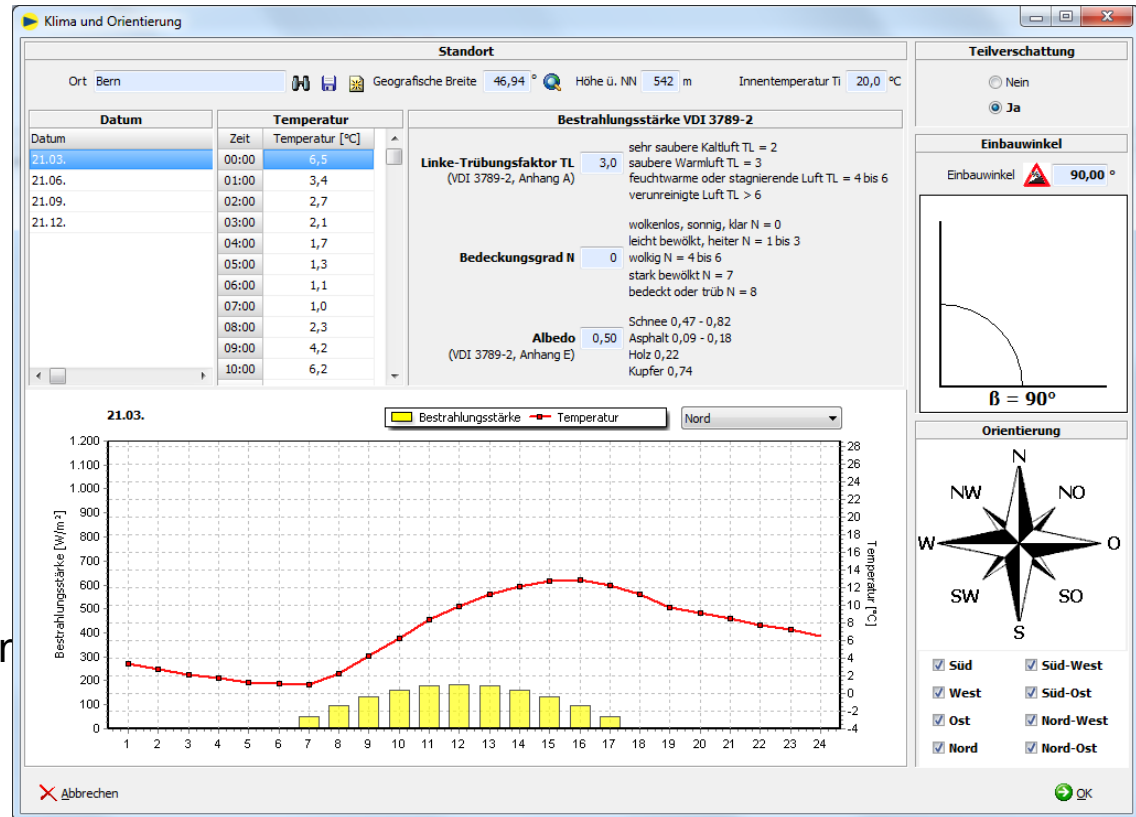 Klima und Orientierung
Standort
Ort Bern Geografische Breite 46,94 ° Höhe ü. NN 542 m Innentemperatur Ti 20,0 °C
Datum
Datum
21.03.
21.06.
21.09.
21.12.
Temperatur
Zeit Temperatur [°C]
00:00 6,5
01:00 3,4
02:00 2,7
03:00 2,1
04:00 1,7
05:00 1,3
06:00 1,1
07:00 1,0
08:00 2,3
09:00 4,2
10:00 6,2
Bestrahlungsstärke VDI 3789-2
Linke-Trübungsfaktor TL 3,0
(VDI 3789-2, Anhang A)
sehr saubere Kaltluft TL = 2
saubere Warmluft TL = 3
feuchtwarme oder stagnierende Luft TL = 4 bis 6
verunreinigte Luft TL > 6
Bedeckungsgrad N 0
wolkenlos, sonnig, klar N = 0
leicht bewölkt, heiter N = 1 bis 3
wolkig N = 4 bis 6
stark bewölkt N = 7
bedeckt oder trüb N = 8
Albedo 0,50
(VDI 3789-2, Anhang E)
Schnee 0,47 - 0,82
Asphalt 0,09 - 0,18
Holz 0,22
Kupfer 0,74
Teilverschattung
Nein
Ja
Einbauwinkel
Einbauwinkel 90,00 °
ß = 90°
Orientierung
N
NW NO
W O
SW SO
S
Süd Süd-West
West Süd-Ost
Ost Nord-West
Nord Nord-Ost
21.03.
Bestrahlungsstärke Temperatur
Nord
Bestrahlungsstärke [W/m²]
1.200
1.100
1.000
900
800
700
600
500
400
300
200
100
0
Temperatur [°C]
28
26
24
22
20
18
16
14
12
10
8
6
4
2
0
-2
-4
1 2 3 4 5 6 7 8 9 10 11 12 13 14 15 16 17 18 19 20 21 22 23 24
r
Abbrechen
OK